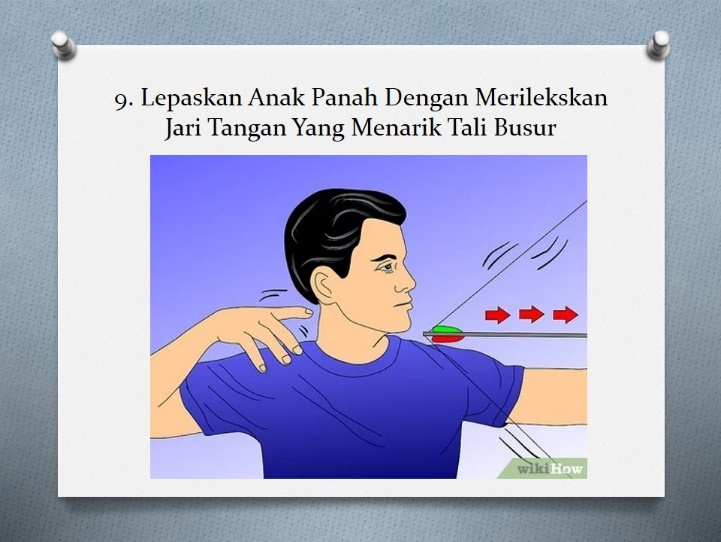 9. Lepaskan Anak Panah Dengan Merilekskan
Jari Tangan Yang Menarik Tali Busur
wikiHow